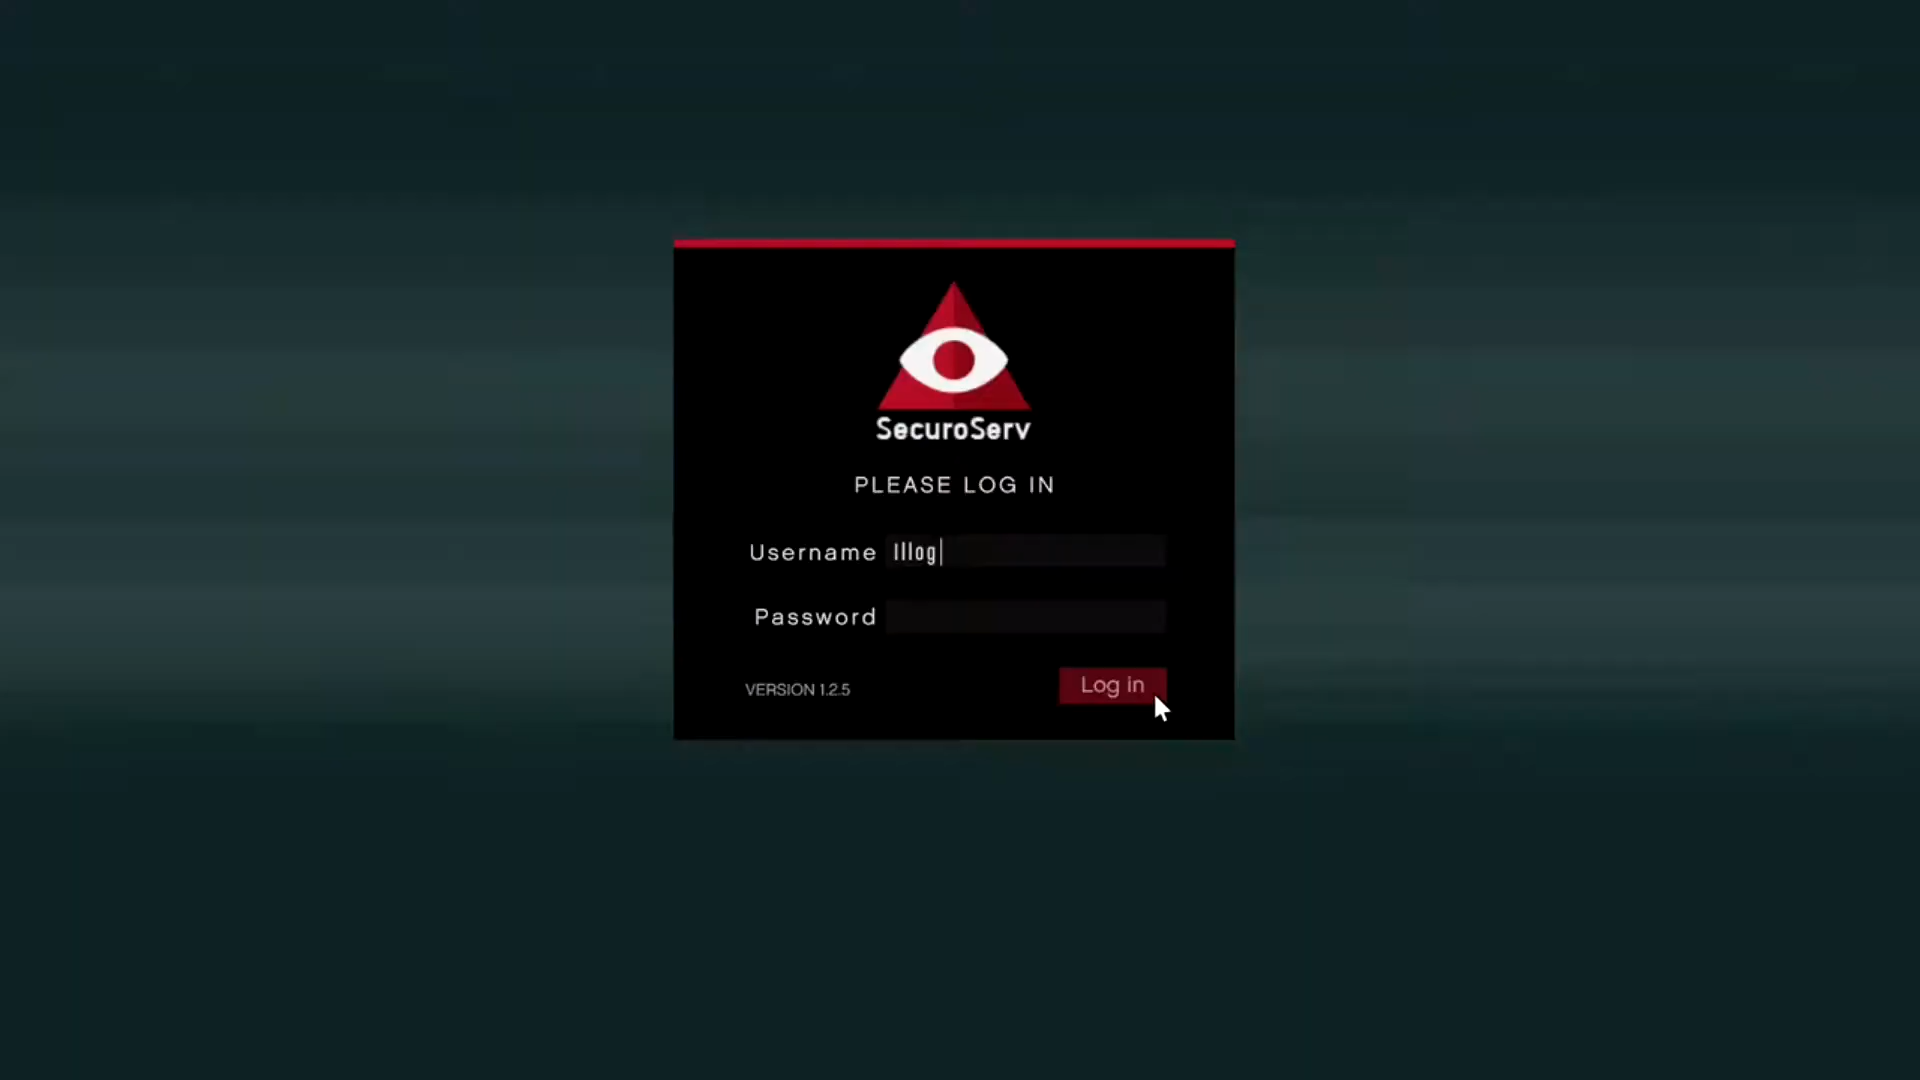 SecuroServ
PLEASE LOG IN
Username Illog
Password
VERSION 1.2.5 Log in